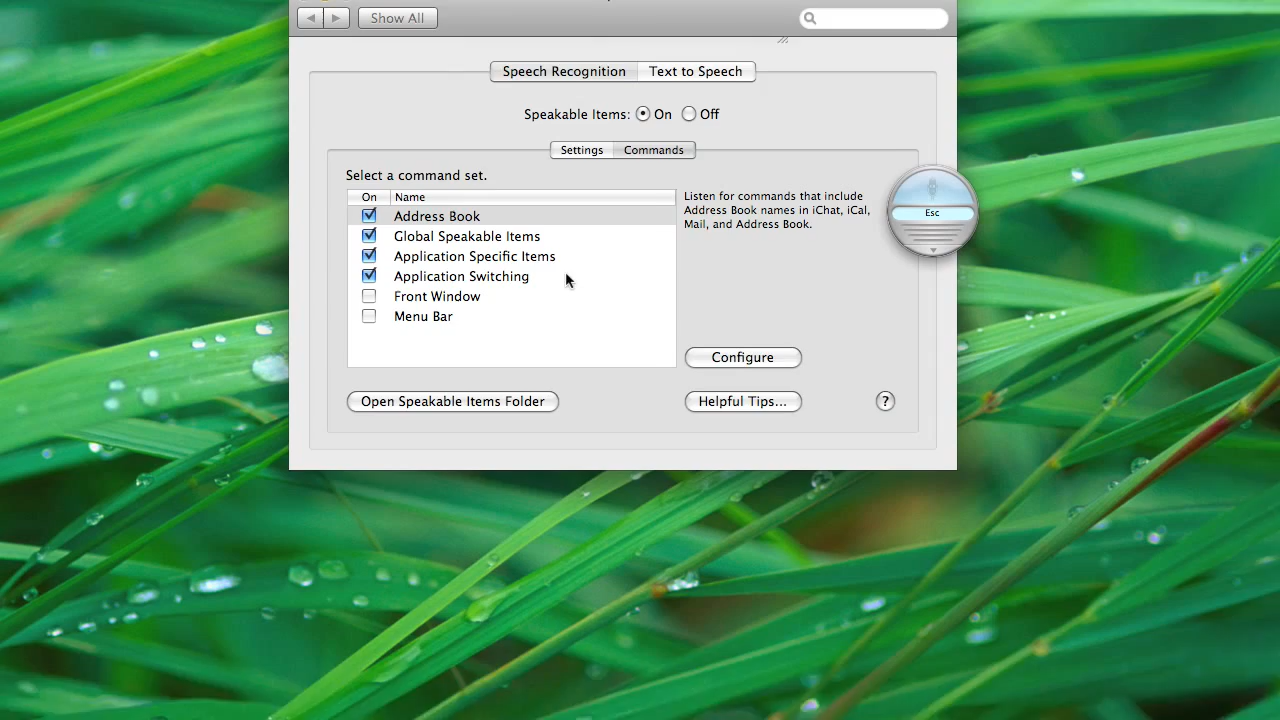 Show All
Speech Recognition Text to Speech
Speakable Items: On Off
Settings Commands
Select a command set.
On Name
Address Book
Global Speakable Items
Application Specific Items
Application Switching
Front Window
Menu Bar
Listen for commands that include
Address Book names in iChat, iCal,
Mail, and Address Book.
Esc
Configure
Open Speakable Items Folder
Helpful Tips...
?